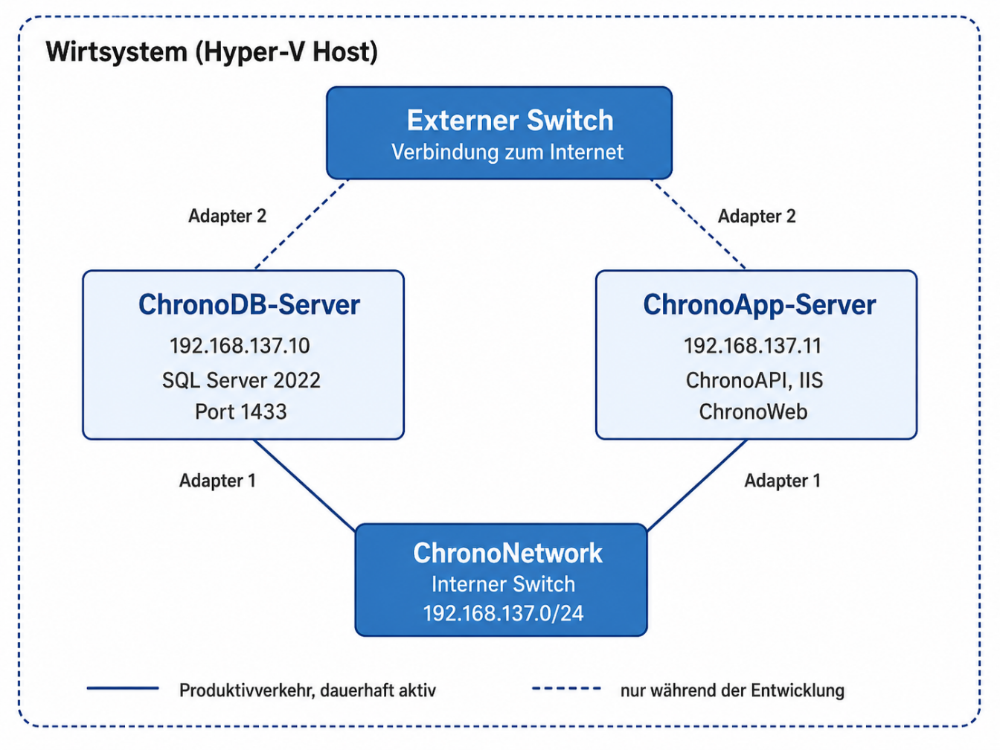 Wirtsystem (Hyper-V Host)
Externer Switch
Verbindung zum Internet
Adapter 2
Adapter 2
ChronoDB-Server
192.168.137.10
SQL Server 2022
Port 1433
ChronoApp-Server
192.168.137.11
ChronoAPI, IIS
ChronoWeb
Adapter 1
Adapter 1
ChronoNetwork
Interner Switch
192.168.137.0/24
Produktivverkehr, dauerhaft aktiv
nur während der Entwicklung